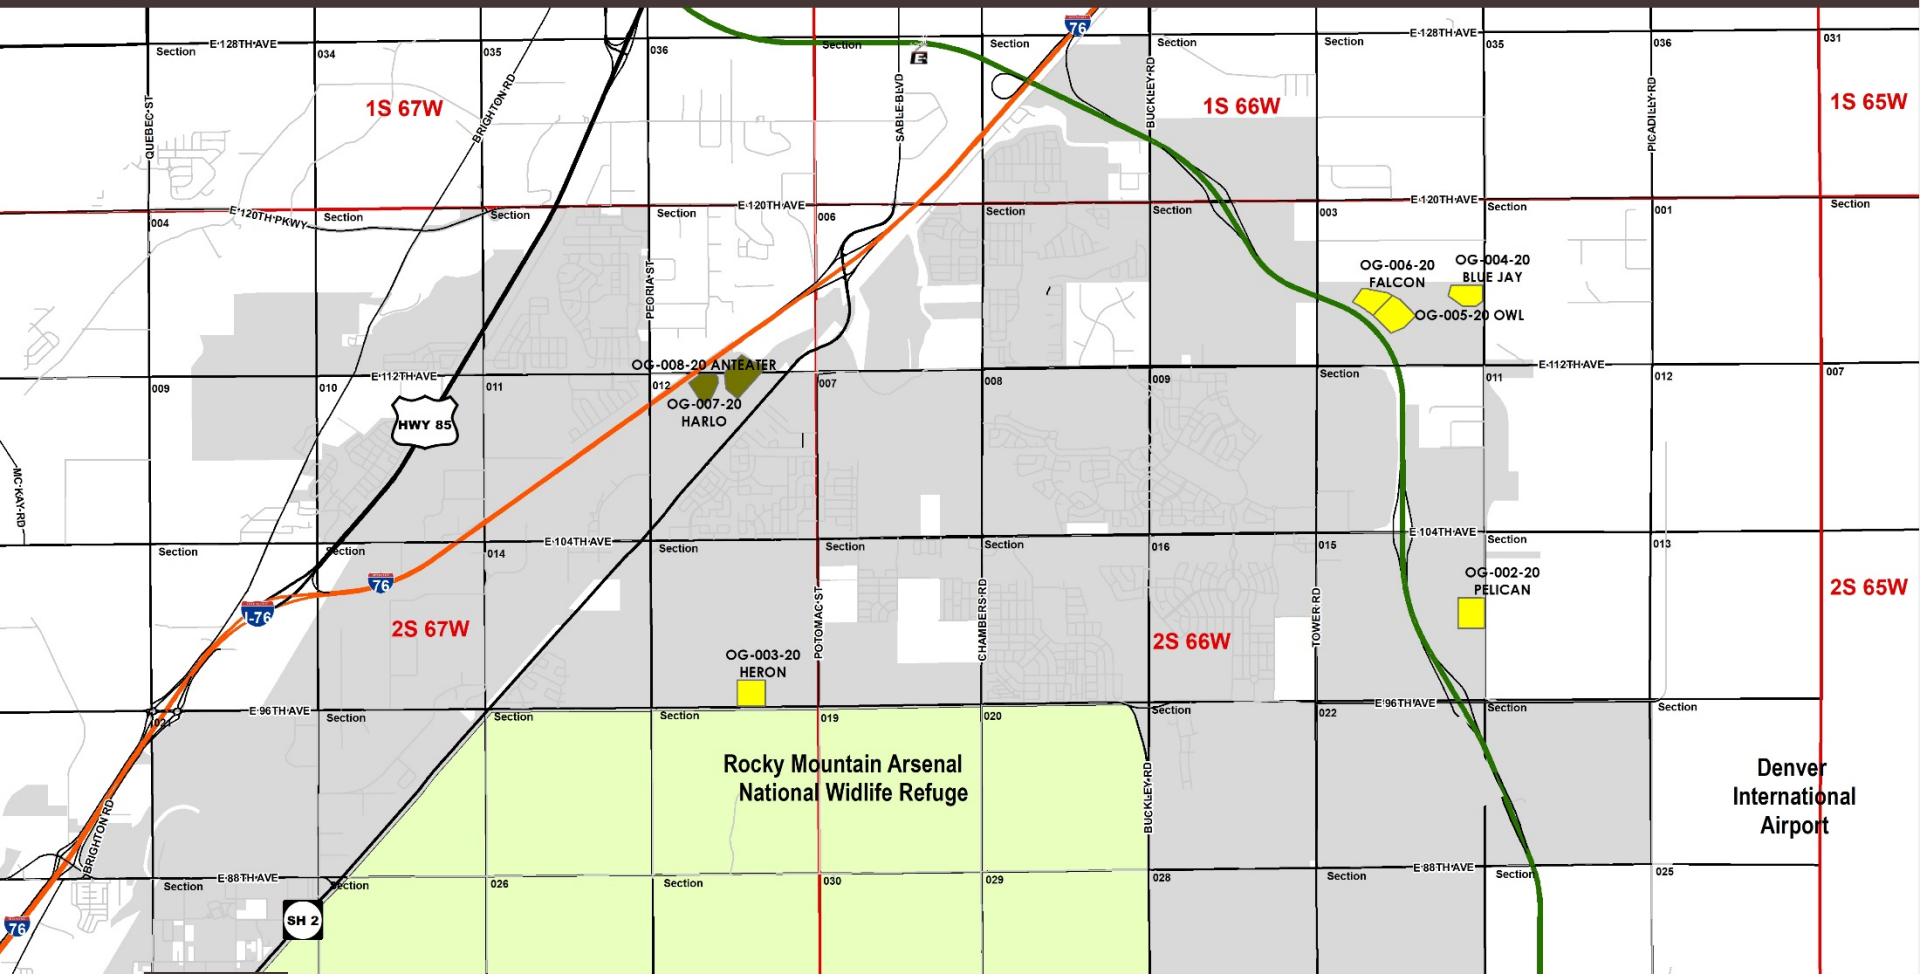 76
E 128TH AVE
Section
034
035
036
Section
Section
Section
Section
E 128TH AVE
035
036
031
E
QUEBEC ST
BRIGHTON RD
SABLE BLVD
BUCKLEY RD
PICADILLY RD
1S 67W
1S 66W
1S 65W
E 120TH PKWY
004
Section
Section
Section
E 120TH AVE
006
Section
Section
003
E 120TH AVE
Section
001
Section
PEORIA ST
OG-006-20
FALCON
OG-004-20
BLUE JAY
OG-005-20 OWL
OG-008-20 ANTEATER
OG-007-20
HARLO
009
010
E 112TH AVE
011
012
007
008
009
Section
011
E 112TH AVE
012
007
HWY 85
MC KAY RD
Section
Section
014
E 104TH AVE
Section
Section
Section
016
015
E 104TH AVE
Section
013
76
I-76
OG-002-20
PELICAN
2S 67W
2S 66W
2S 65W
POTOMAC ST
CHAMBERS RD
TOWER RD
OG-003-20
HERON
021
E 96TH AVE
Section
Section
Section
019
020
Section
022
E 96TH AVE
Section
Section
Rocky Mountain Arsenal
National Widlife Refuge
BUCKLEY RD
Denver
International
Airport
BRIGHTON RD
Section
E 88TH AVE
Section
026
Section
030
029
028
Section
E 88TH AVE
Section
025
76
SH 2